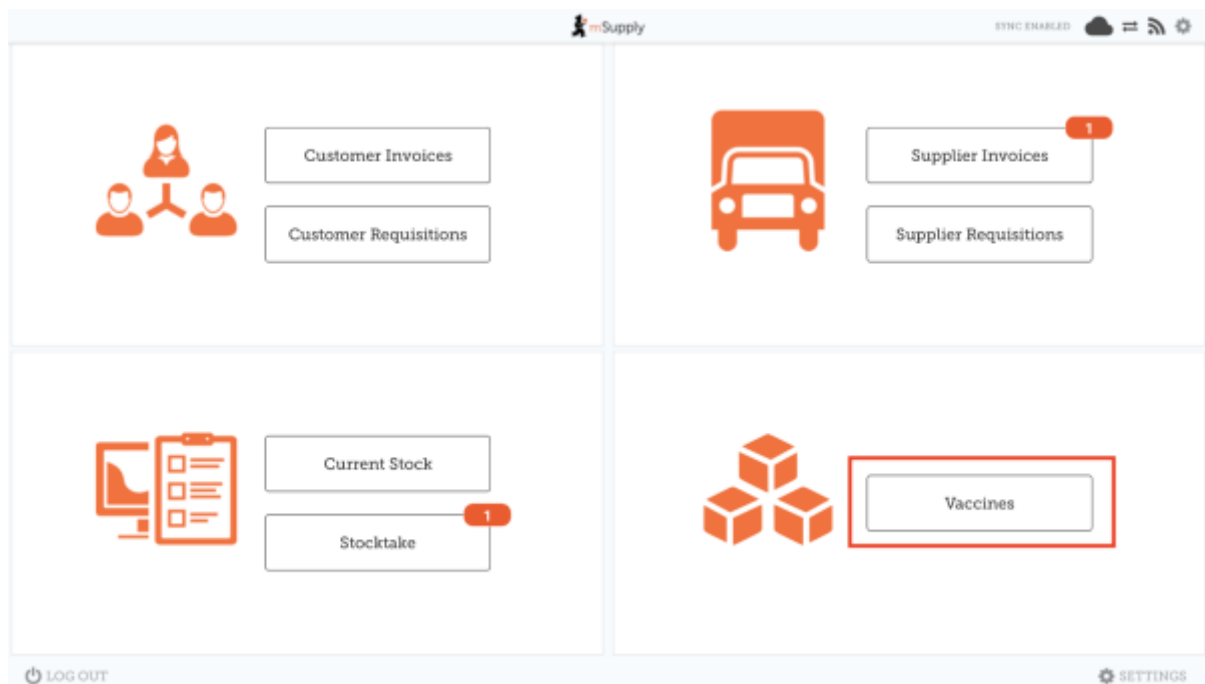 mSupply
SYNC ENABLED
Customer Invoices
Customer Requisitions
1
Supplier Invoices
Supplier Requisitions
Current Stock
1
Stocktake
Vaccines
LOG OUT
SETTINGS